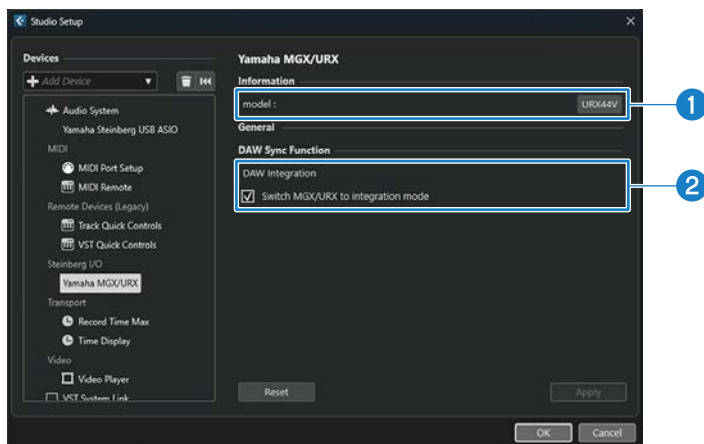 Studio Setup
Devices
Add Device
Audio System
Yamaha Steinberg USB ASIO
MIDI
MIDI Port Setup
MIDI Remote
Remote Devices (Legacy)
Track Quick Controls
VST Quick Controls
Steinberg I/O
Yamaha MGX/URX
Transport
Record Time Max
Time Display
Video
Video Player
VST System Link
Yamaha MGX/URX
Information
model :
URX44V
1
General
DAW Sync Function
DAW Integration
Switch MGX/URX to integration mode
2
Reset
Apply
OK
Cancel